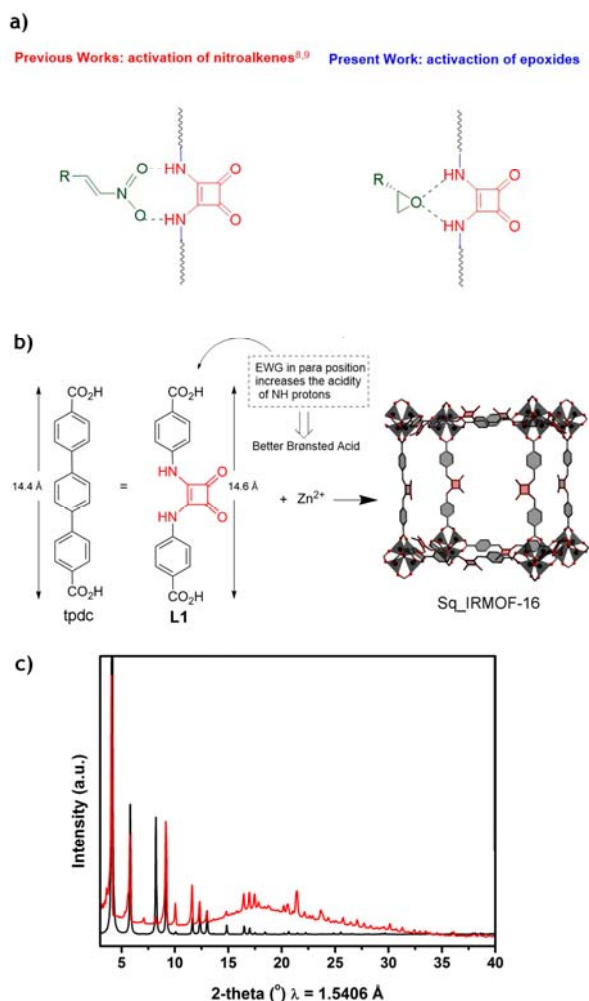 a)
Previous Works: activation of nitroalkenes8,9
Present Work: activaction of epoxides
R
O
N
O
HN
HN
O
O
R
O
HN
HN
O
O
b)
CO2H
14.4 Å
CO2H
tpdc
=
CO2H
HN
HN
O
O
14.6 Å
CO2H
L1
EWG in para position
increases the acidity
of NH protons
Better Brønsted Acid
+ Zn2+
Sq_IRMOF-16
c)
Intensity (a.u.)
5 10 15 20 25 30 35 40
2-theta (º) λ = 1.5406 Å